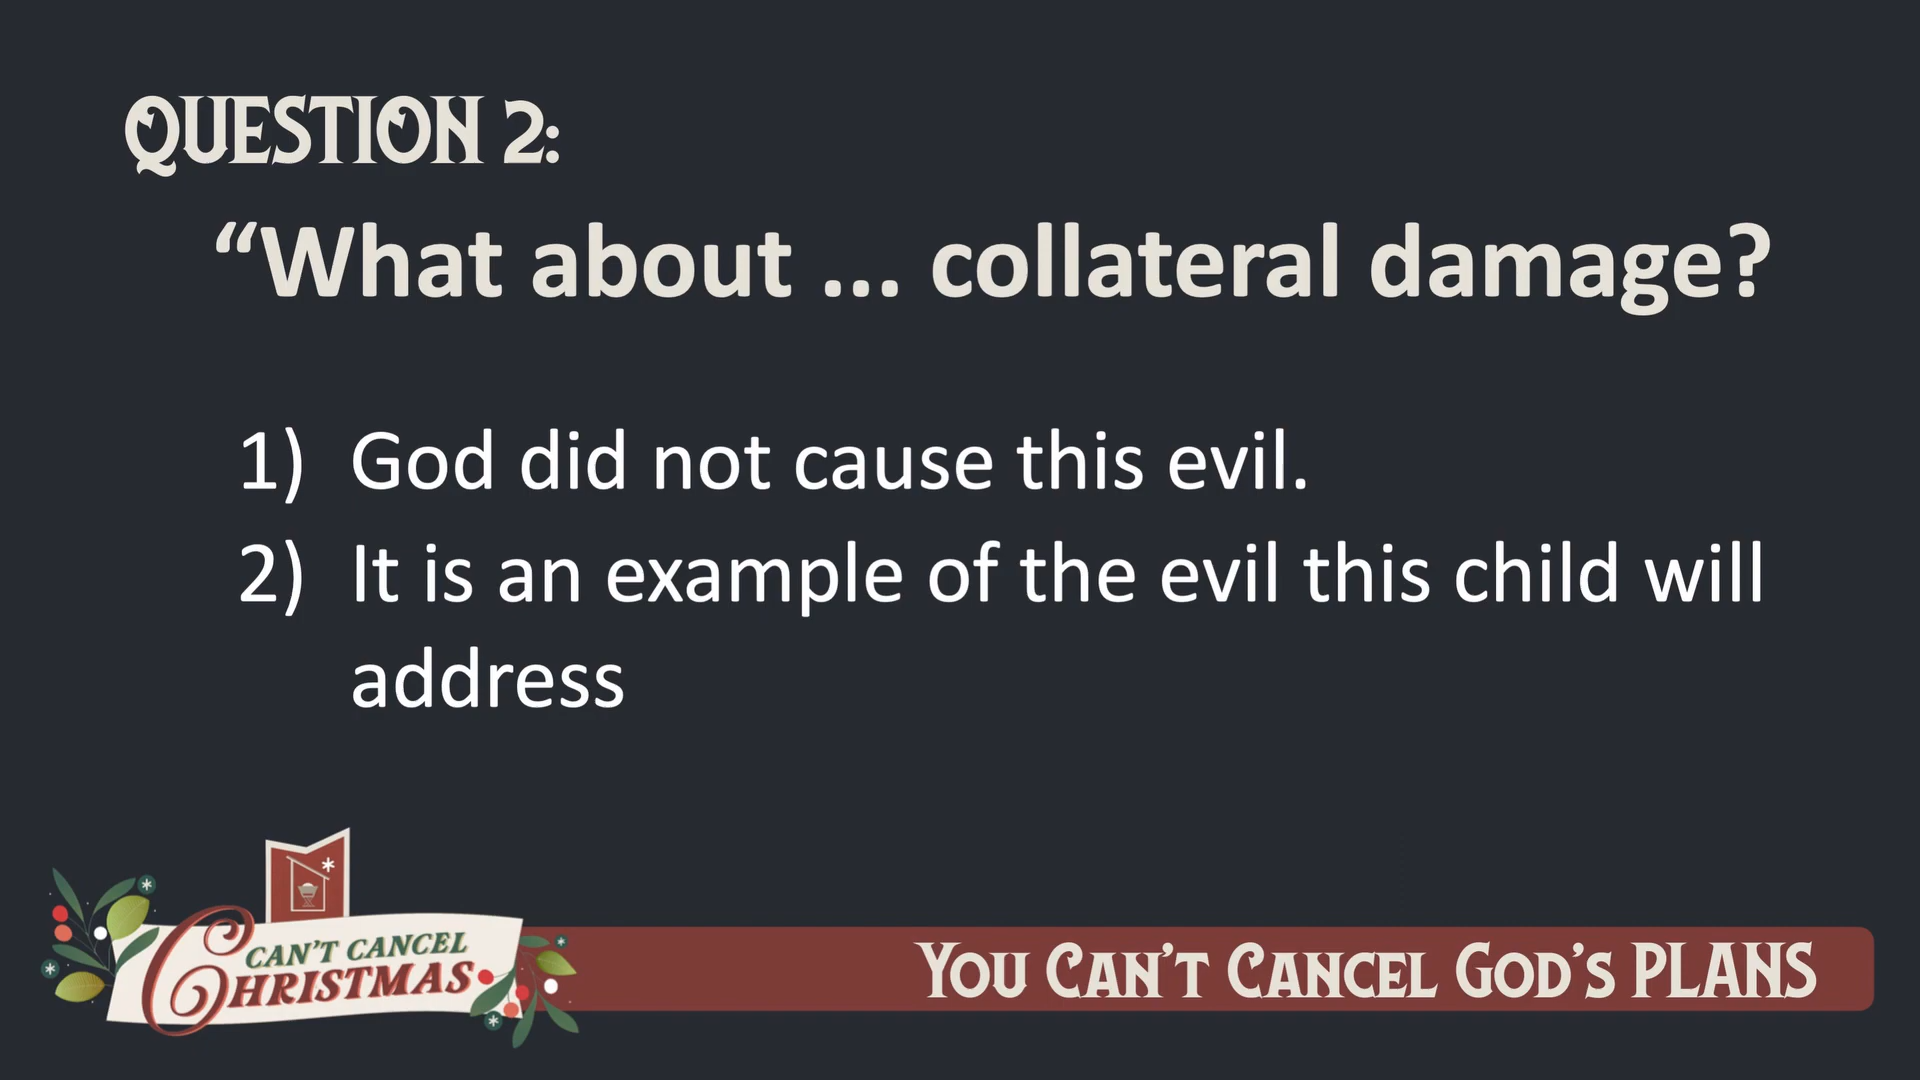 QUESTION 2:
“What about ... collateral damage?
1) God did not cause this evil.
2) It is an example of the evil this child will
address
CAN’T CANCEL
CHRISTMAS
YOU CAN’T CANCEL GOD’S PLANS